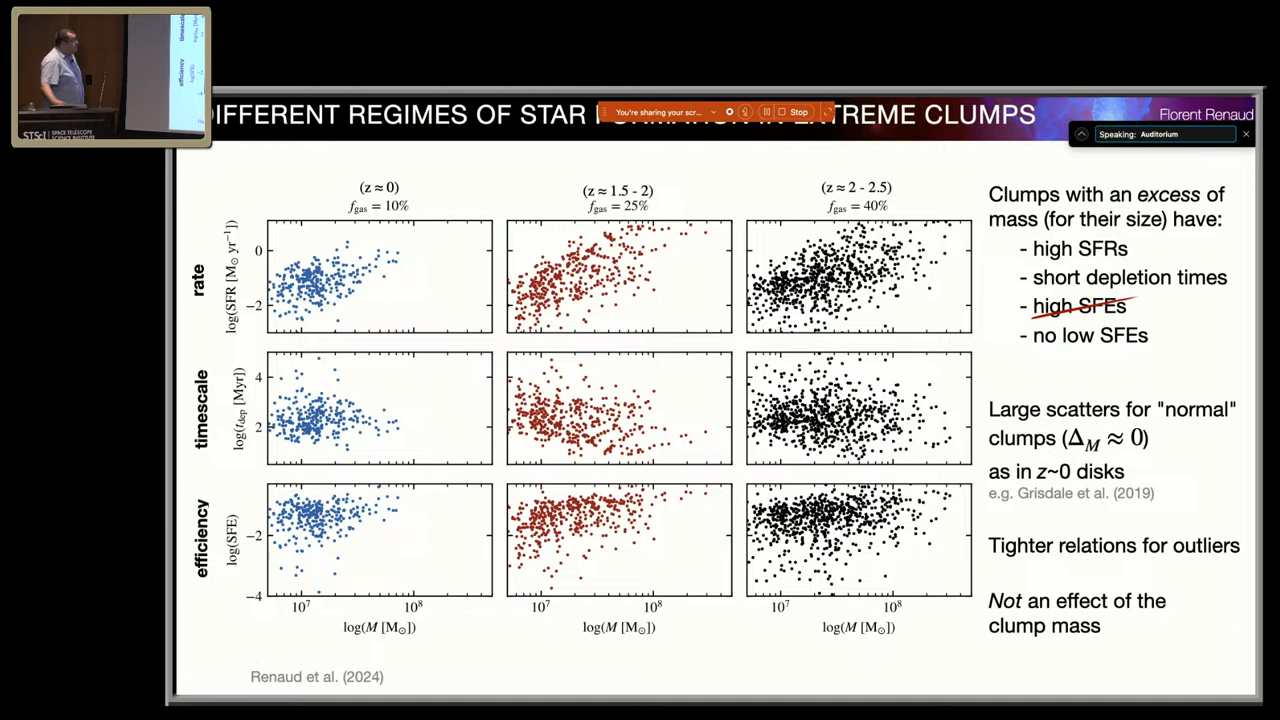 DIFFERENT REGIMES OF STAR
EXTREME CLUMPS
You're sharing your scr...
Stop
Florent Renaud
Speaking: Auditorium
STScI
SPACE TELESCOPE
SCIENCE INSTITUTE
timescale
efficiency
(z ≈ 0)
f_gas = 10%
(z ≈ 1.5 - 2)
f_gas = 25%
(z ≈ 2 - 2.5)
f_gas = 40%
rate
log(SFR [M⊙ yr⁻¹])
0
−2
timescale
log(t_dep [Myr])
4
2
efficiency
log(SFE)
−2
−4
10⁷ 10⁸
10⁷ 10⁸
10⁷ 10⁸
log(M [M⊙])
log(M [M⊙])
log(M [M⊙])
Clumps with an excess of
mass (for their size) have:
- high SFRs
- short depletion times
- high SFEs
- no low SFEs
Large scatters for "normal"
clumps (Δ_M ≈ 0)
as in z~0 disks
e.g. Grisdale et al. (2019)
Tighter relations for outliers
Not an effect of the
clump mass
Renaud et al. (2024)